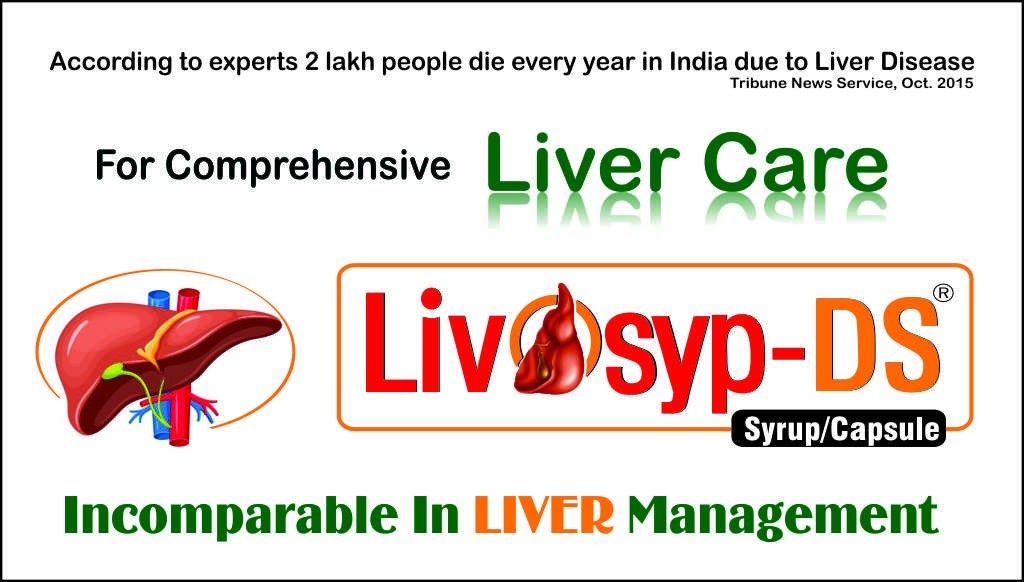 According to experts 2 lakh people die every year in India due to Liver Disease
Tribune News Service, Oct. 2015
For Comprehensive Liver Care
Livosyp-DS®
Syrup/Capsule
Incomparable In LIVER Management